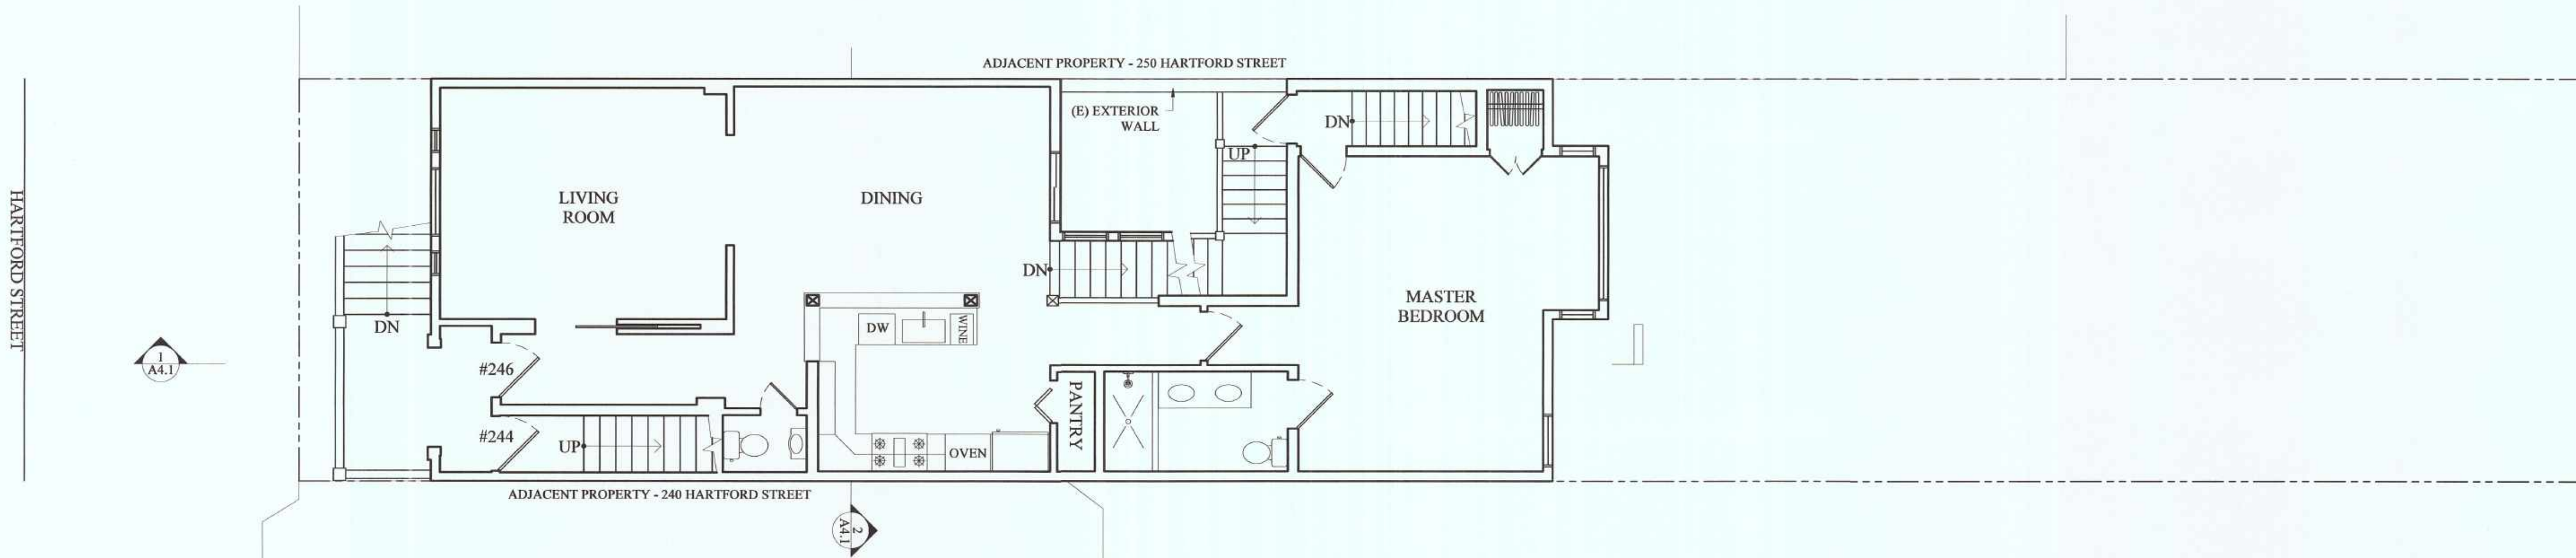 ADJACENT PROPERTY - 250 HARTFORD STREET
HARTFORD STREET
(E) EXTERIOR
WALL
DN
UP
LIVING
ROOM
DINING
DN
DN
MASTER
BEDROOM
DW
WINE
1
A4.1
#246
PANTRY
#244
UP
OVEN
ADJACENT PROPERTY - 240 HARTFORD STREET
2
A4.1